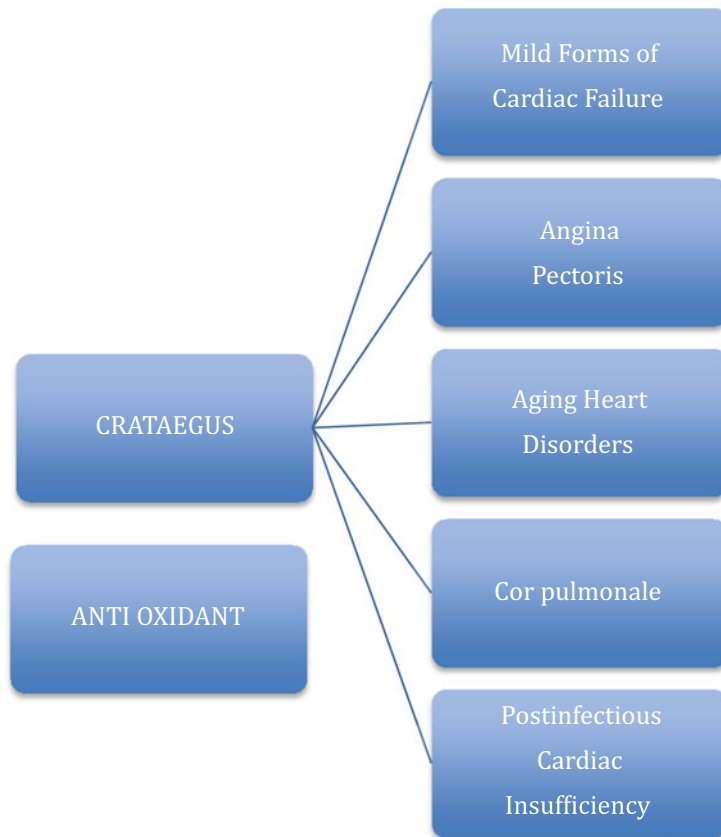 Mild Forms of
Cardiac Failure
Angina
Pectoris
CRATAEGUS
Aging Heart
Disorders
ANTI OXIDANT
Cor pulmonale
Postinfectious
Cardiac
Insufficiency